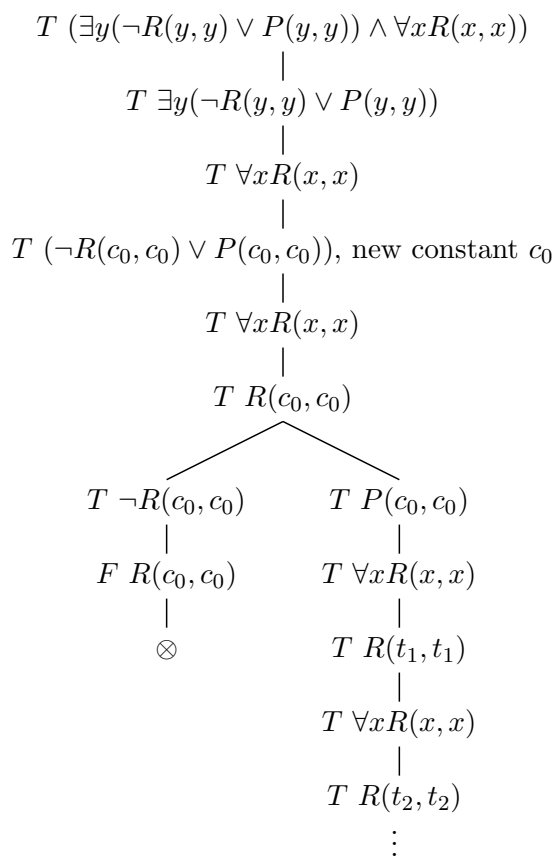 T (∃y(¬R(y, y) ∨ P(y, y)) ∧ ∀xR(x, x))
T ∃y(¬R(y, y) ∨ P(y, y))
T ∀xR(x, x)
T (¬R(c₀, c₀) ∨ P(c₀, c₀)), new constant c₀
T ∀xR(x, x)
T R(c₀, c₀)
T ¬R(c₀, c₀) T P(c₀, c₀)
F R(c₀, c₀) T ∀xR(x, x)
⊗ T R(t₁, t₁)
T ∀xR(x, x)
T R(t₂, t₂)
⋮